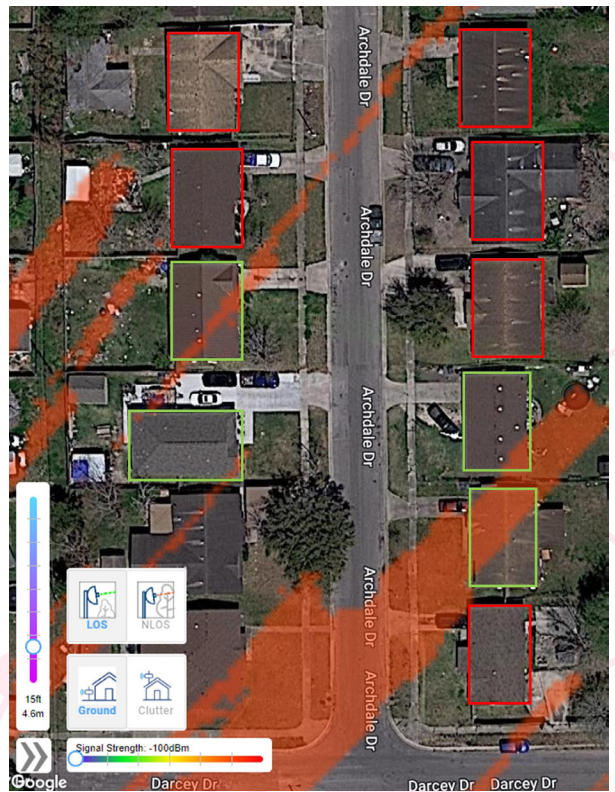 Archdale Dr
Archdale Dr
Archdale Dr
Archdale Dr
Archdale Dr
LOS
NLOS
Ground
Clutter
15ft
4.6m
Signal Strength: -100dBm
Google
Darcey Dr
Darcey Dr
Darcey Dr